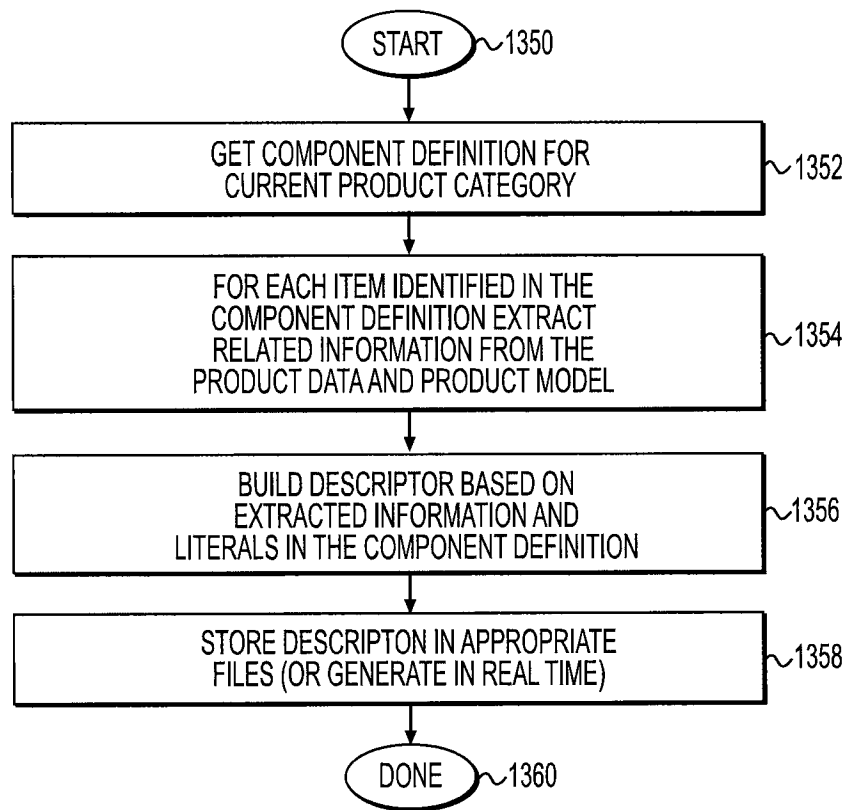 START
1350
GET COMPONENT DEFINITION FOR
CURRENT PRODUCT CATEGORY
1352
FOR EACH ITEM IDENTIFIED IN THE
COMPONENT DEFINITION EXTRACT
RELATED INFORMATION FROM THE
PRODUCT DATA AND PRODUCT MODEL
1354
BUILD DESCRIPTOR BASED ON
EXTRACTED INFORMATION AND
LITERALS IN THE COMPONENT DEFINITION
1356
STORE DESCRIPTON IN APPROPRIATE
FILES (OR GENERATE IN REAL TIME)
1358
DONE
1360